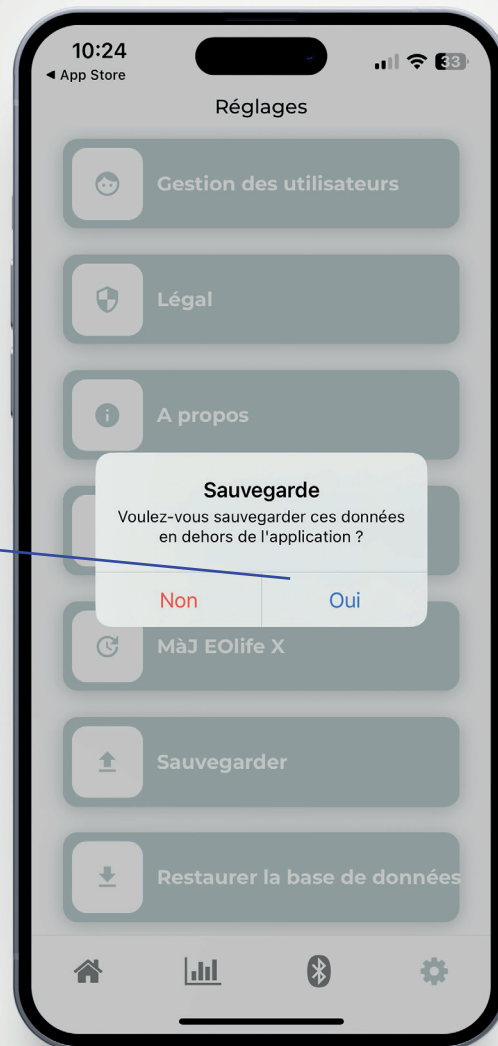 10:24
33
◀ App Store
Réglages
Gestion des utilisateurs
Légal
A propos
Sauvegarde
Voulez-vous sauvegarder ces données
en dehors de l'application ?
Non
Oui
MàJ EOlife X
Sauvegarder
Restaurer la base de données